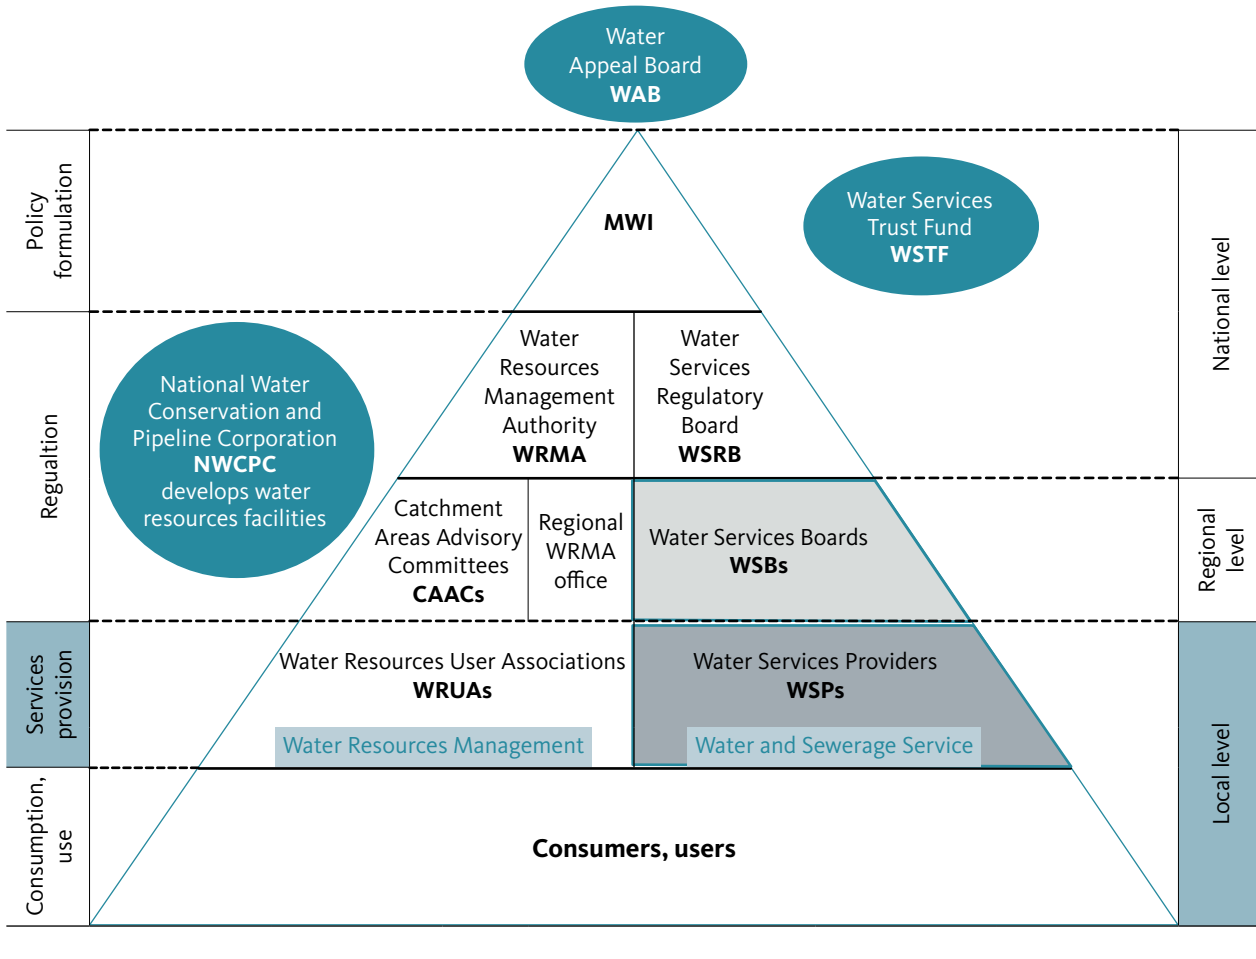 Water
Appeal Board
WAB
Policy
formulation
MWI
Water Services
Trust Fund
WSTF
National level
Regualtion
National Water
Conservation and
Pipeline Corporation
NWCPC
develops water
resources facilities
Water
Resources
Management
Authority
WRMA
Water
Services
Regulatory
Board
WSRB
Catchment
Areas Advisory
Committees
CAACs
Regional
WRMA
office
Water Services Boards
WSBs
Regional
level
Services
provision
Water Resources User Associations
WRUAs
Water Resources Management
Water Services Providers
WSPs
Water and Sewerage Service
Local level
Consumption,
use
Consumers, users